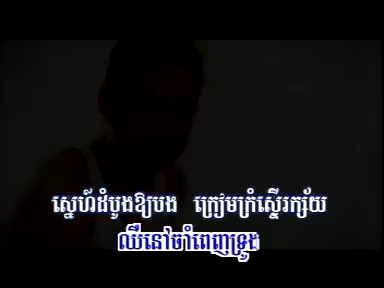 ស្នេហ៍ដំបូងឱ្យបង ក្រៀមក្រំស្ទើរក្ស័យ
ឈឺនៅចាំពេញទ្រូង